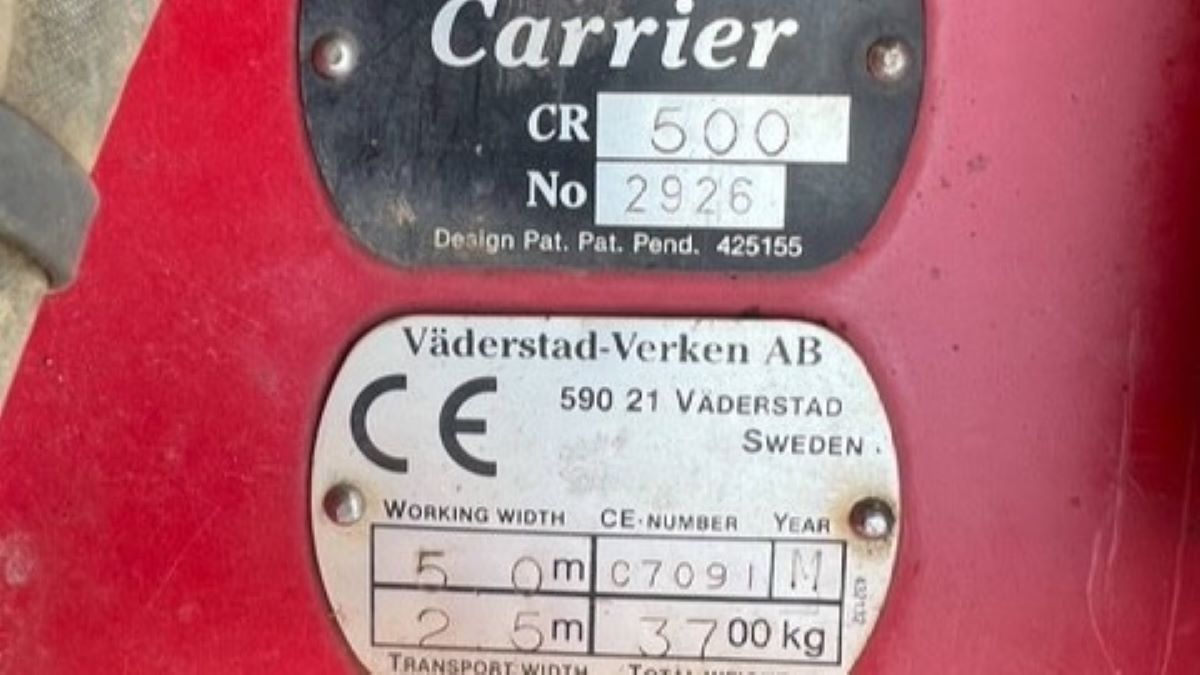 Carrier
CR 500
No 2926
Design Pat. Pat. Pend. 425155
Väderstad-Verken AB
CE 590 21 VÄDERSTAD
SWEDEN
WORKING WIDTH CE-NUMBER YEAR
5.0m C7091 M
2.5m 3700 kg
TRANSPORT WIDTH TOTAL